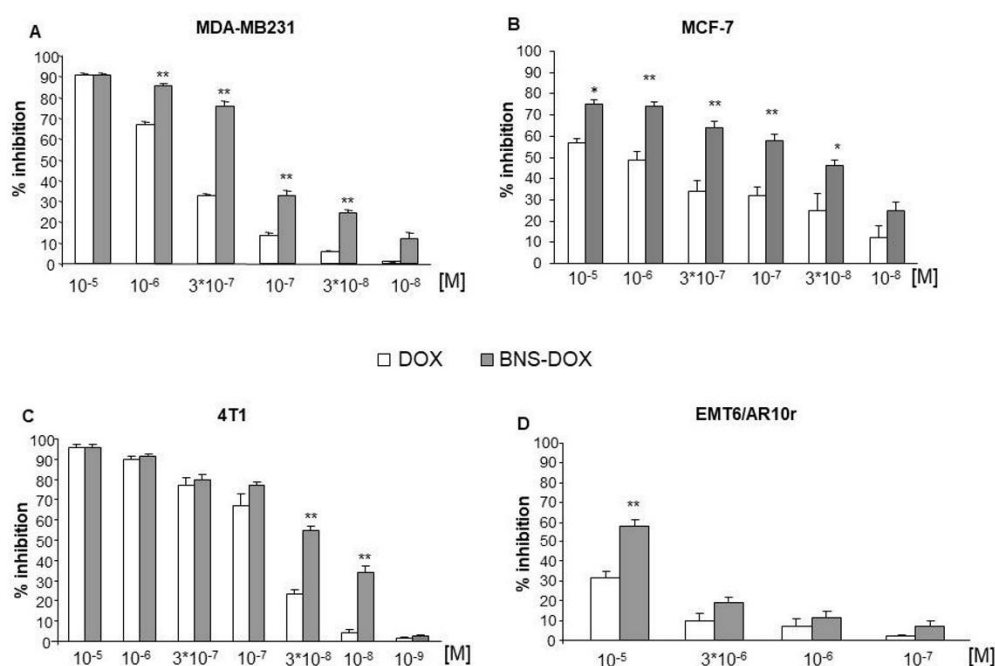 A
MDA-MB231
% inhibition
100
90
80
70
60
50
40
30
20
10
0
** ** ** **
10-5 10-6 3*10-7 10-7 3*10-8 10-8 [M]
B
MCF-7
% inhibition
100
90
80
70
60
50
40
30
20
10
0
* ** ** ** *
10-5 10-6 3*10-7 10-7 3*10-8 10-8 [M]
DOX BNS-DOX
C
4T1
% inhibition
100
90
80
70
60
50
40
30
20
10
0
** **
10-5 10-6 3*10-7 10-7 3*10-8 10-8 10-9 [M]
D
EMT6/AR10r
% inhibition
100
90
80
70
60
50
40
30
20
10
0
**
10-5 3*10-6 10-6 10-7 [M]